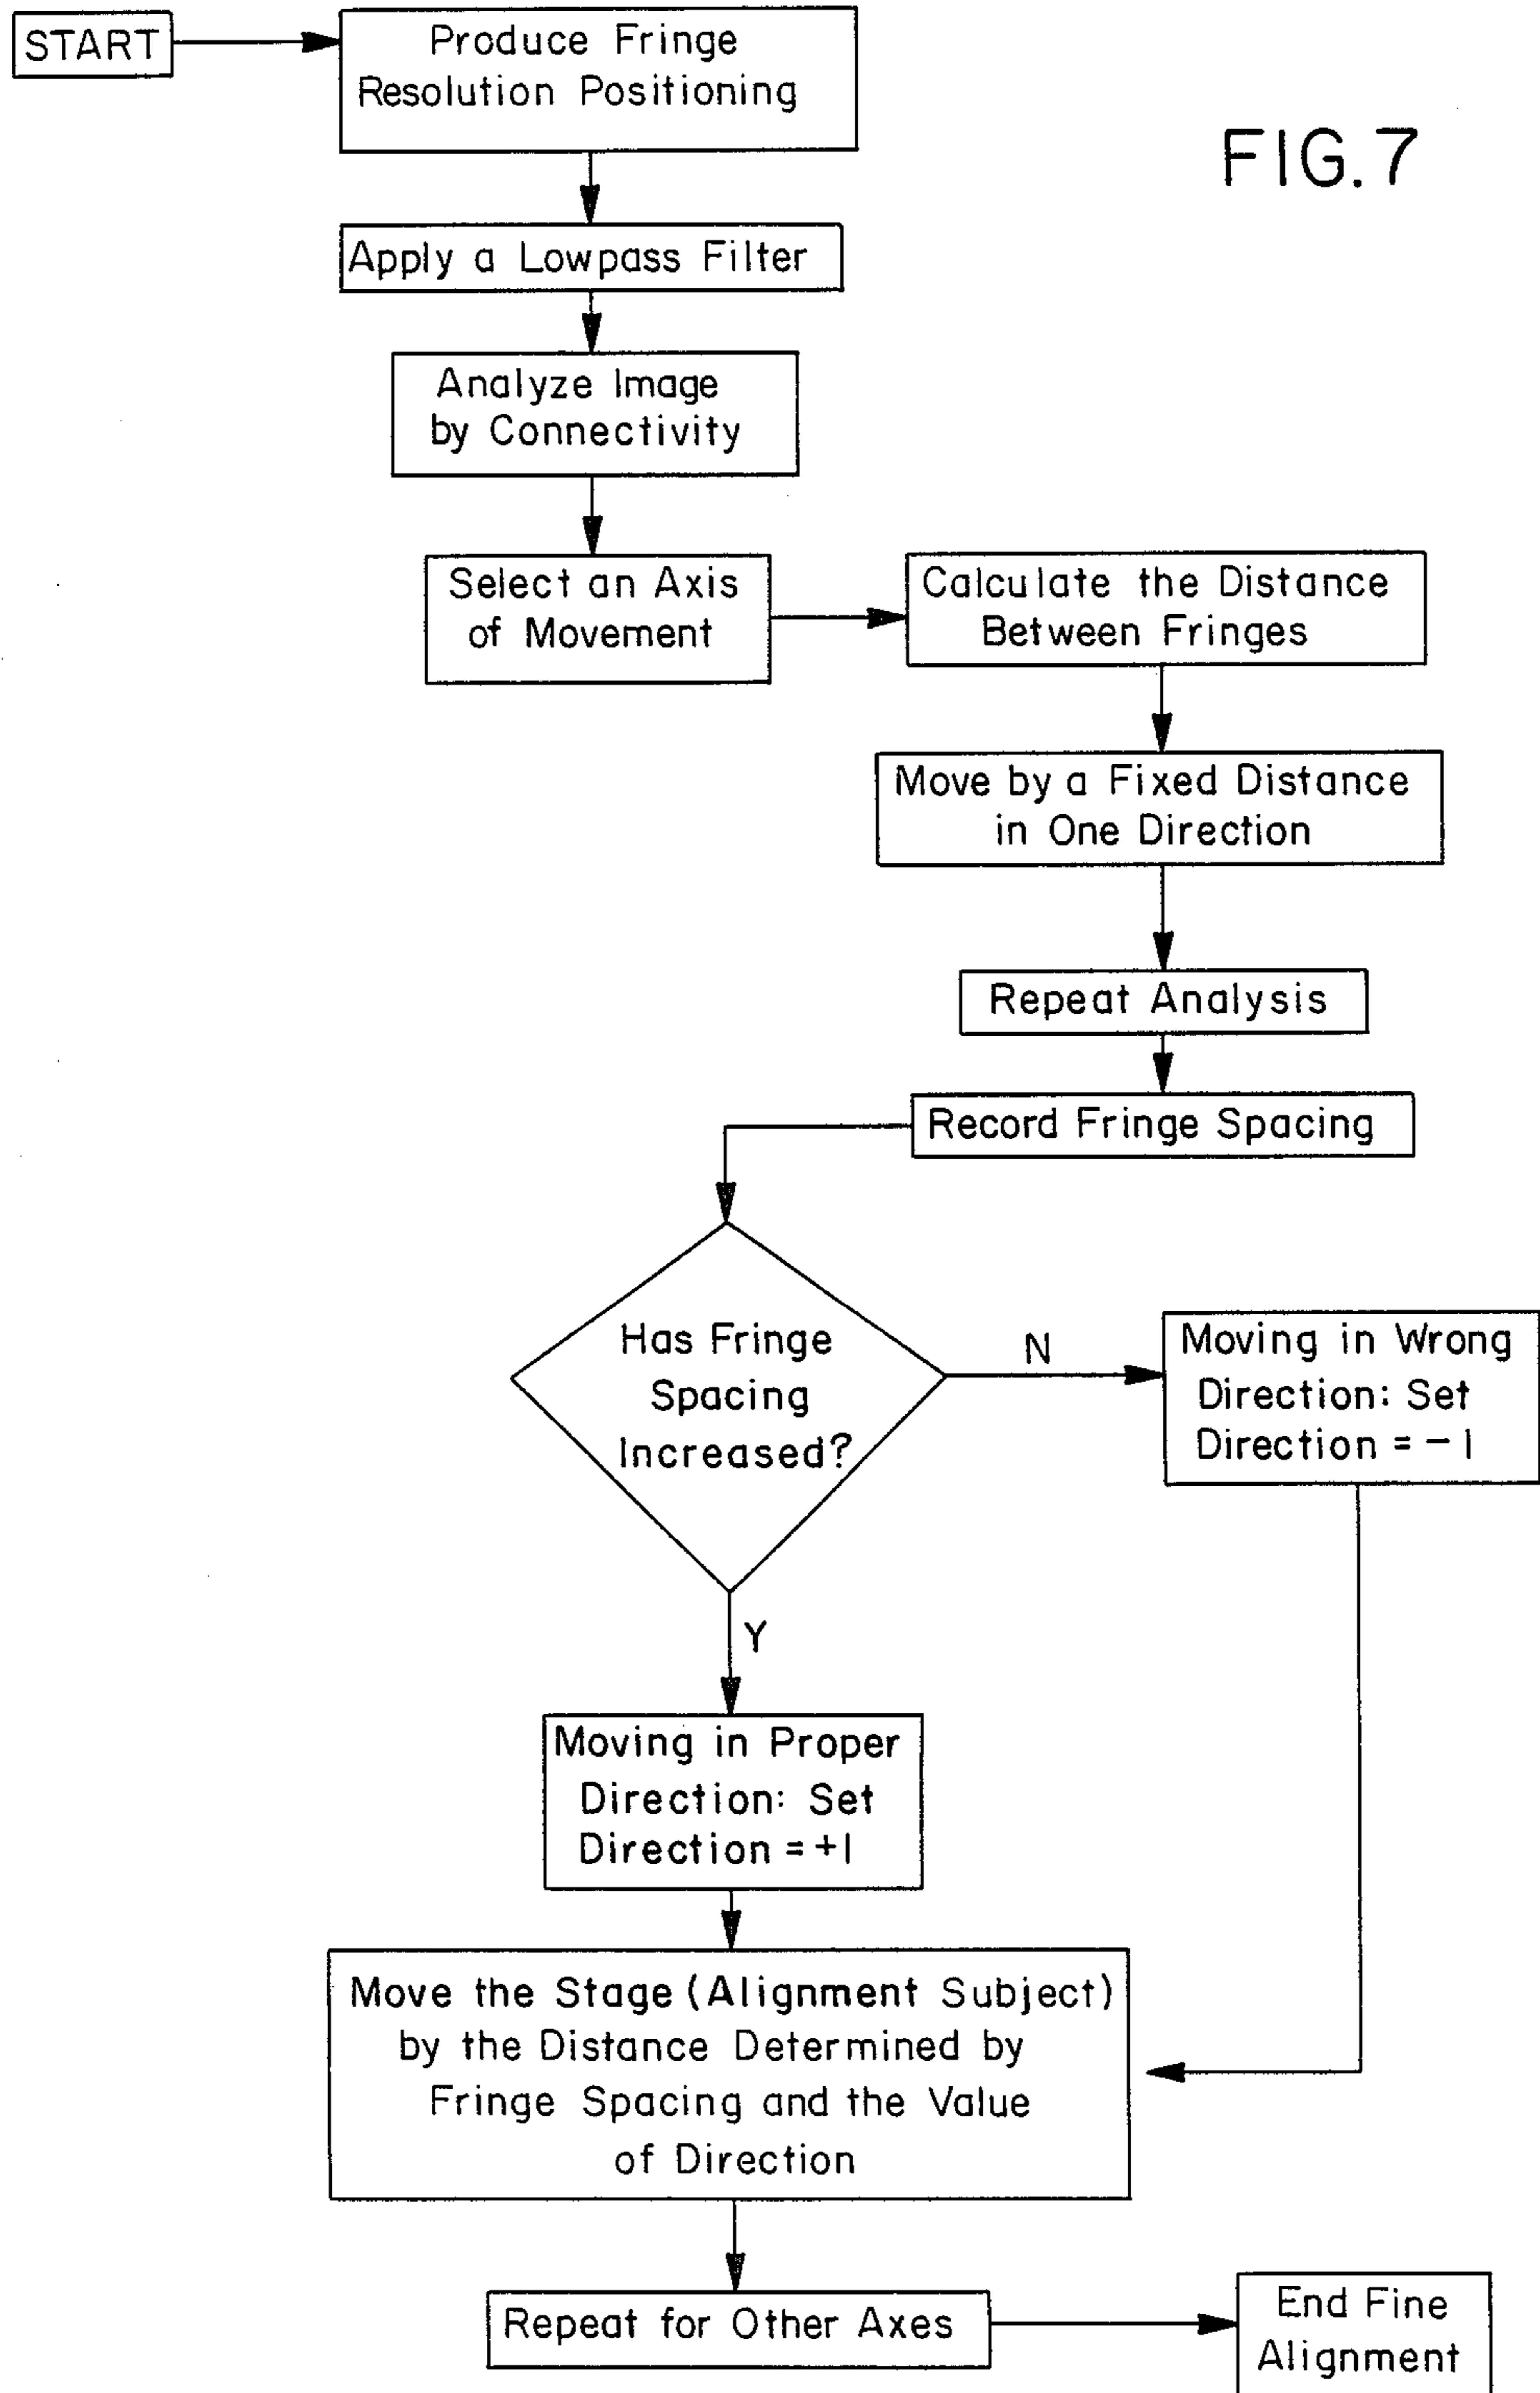 START
Produce Fringe
Resolution Positioning
FIG. 7
Apply a Lowpass Filter
Analyze Image
by Connectivity
Select an Axis
of Movement
Calculate the Distance
Between Fringes
Move by a Fixed Distance
in One Direction
Repeat Analysis
Record Fringe Spacing
Has Fringe
Spacing
Increased?
N
Moving in Wrong
Direction: Set
Direction = -1
Y
Moving in Proper
Direction: Set
Direction = +1
Move the Stage (Alignment Subject)
by the Distance Determined by
Fringe Spacing and the Value
of Direction
Repeat for Other Axes
End Fine
Alignment